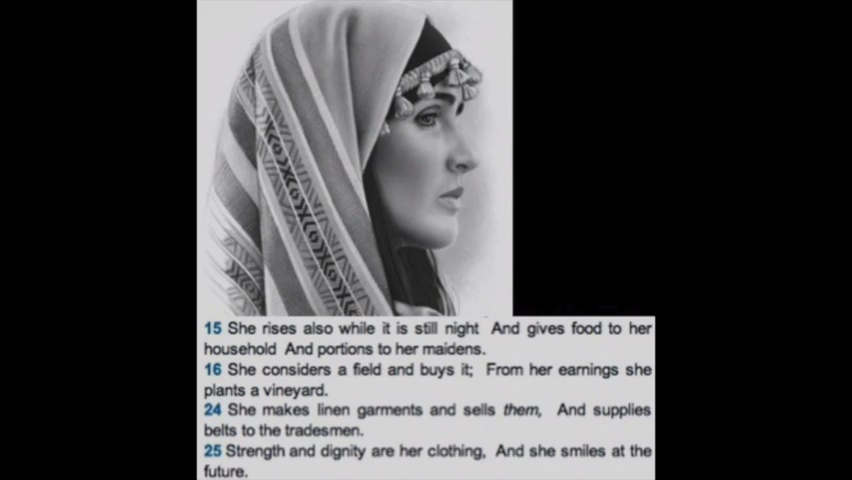 15 She rises also while it is still night And gives food to her
household And portions to her maidens.
16 She considers a field and buys it; From her earnings she
plants a vineyard.
24 She makes linen garments and sells them, And supplies
belts to the tradesmen.
25 Strength and dignity are her clothing, And she smiles at the
future.